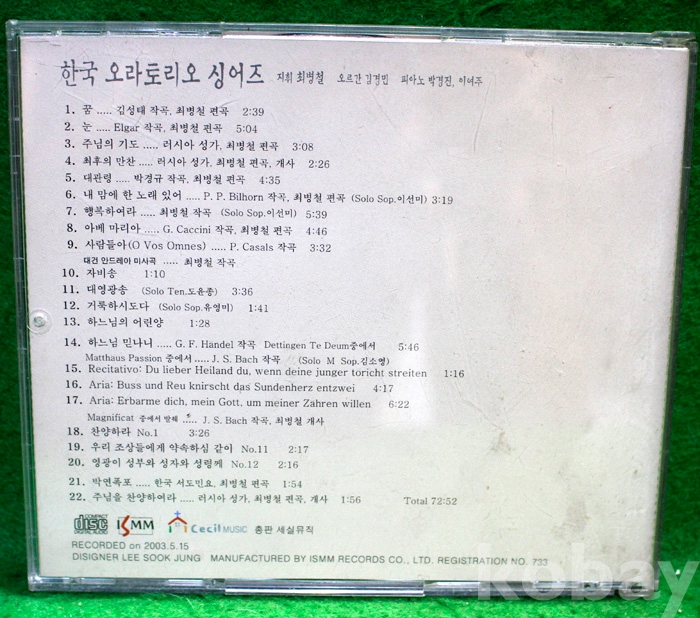 한국 오라토리오 싱어즈 지휘 최병철 오르간 김경민 피아노 박경진, 이여주
1. 꿈 ..... 김성태 작곡, 최병철 편곡 2:39
2. 눈 ..... Elgar 작곡, 최병철 편곡 5:04
3. 주님의 기도 ..... 러시아 성가, 최병철 편곡 3:08
4. 최후의 만찬 ..... 러시아 성가, 최병철 편곡, 개사 2:26
5. 대관령 ..... 박경규 작곡, 최병철 편곡 4:35
6. 내 맘에 한 노래 있어 ..... P. P. Bilhorn 작곡, 최병철 편곡 (Solo Sop.이선미) 3:19
7. 행복하여라 ..... 최병철 작곡 (Solo Sop.이선미) 5:39
8. 아베 마리아 ..... G. Caccini 작곡, 최병철 편곡 4:46
9. 사람들아(O Vos Omnes) ..... P. Casals 작곡 3:32
대건 안드레아 미사곡 ..... 최병철 작곡
10. 자비송 1:10
11. 대영광송 (Solo Ten.도윤종) 3:36
12. 거룩하시도다 (Solo Sop.유영미) 1:41
13. 하느님의 어린양 1:28
14. 하느님 믿나니 ..... G. F. Handel 작곡 Dettingen Te Deum중에서 5:46
Matthaus Passion 중에서 ..... J. S. Bach 작곡 (Solo M Sop.김소영)
15. Recitativo: Du lieber Heiland du, wenn deine junger toricht streiten 1:16
16. Aria: Buss und Reu knirscht das Sundenherz entzwei 4:17
17. Aria: Erbarme dich, mein Gott, um meiner Zahren willen 6:22
Magnificat 중에서 발췌 ..... J. S. Bach 작곡, 최병철 개사
18. 찬양하라 No.1 3:26
19. 우리 조상들에게 약속하심 같이 No.11 2:17
20. 영광이 성부와 성자와 성령께 No.12 2:16
21. 박연폭포 ..... 한국 서도민요, 최병철 편곡 1:54
22. 주님을 찬양하여라 ..... 러시아 성가, 최병철 편곡, 개사 1:56 Total 72:52
COMPACT disc DIGITAL AUDIO ISMM Cecil MUSIC 총판 세실뮤직
RECORDED on 2003.5.15
DISIGNER LEE SOOK JUNG MANUFACTURED BY ISMM RECORDS CO., LTD. REGISTRATION NO. 733
kobay